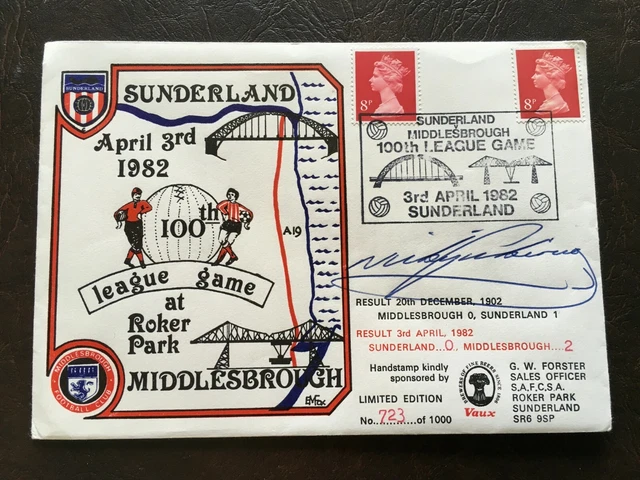 SUNDERLAND
SUNDERLAND
April 3rd
1982
100th
league game
at
Roker
Park
A19
MIDDLESBROUGH
MIDDLESBROUGH
FOOTBALL CLUB
8P
8P
SUNDERLAND
MIDDLESBROUGH
100th LEAGUE GAME
3rd APRIL 1982
SUNDERLAND
RESULT 20th DECEMBER, 1902
MIDDLESBROUGH 0, SUNDERLAND 1
RESULT 3rd APRIL, 1982
SUNDERLAND...0. MIDDLESBROUGH...2
Handstamp kindly
sponsored by
Vaux
G. W. FORSTER
SALES OFFICER
S.A.F.C.S.A.
ROKER PARK
SUNDERLAND
SR6 9SP
LIMITED EDITION
No. 723 of 1000